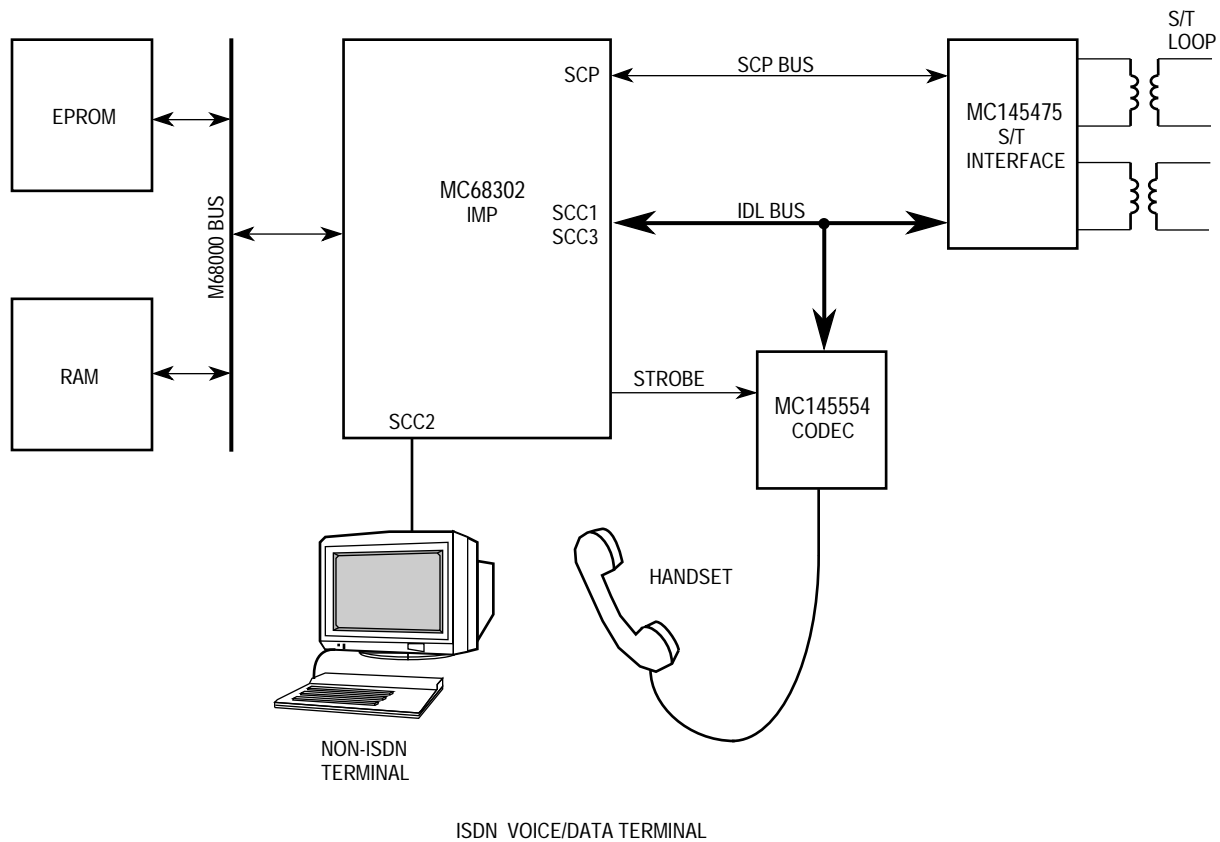 S/T
LOOP
EPROM
SCP
SCP BUS
MC145475
S/T
INTERFACE
MC68302
IMP
M68000 BUS
SCC1
SCC3
IDL BUS
RAM
STROBE
MC145554
CODEC
SCC2
HANDSET
NON-ISDN
TERMINAL
ISDN VOICE/DATA TERMINAL